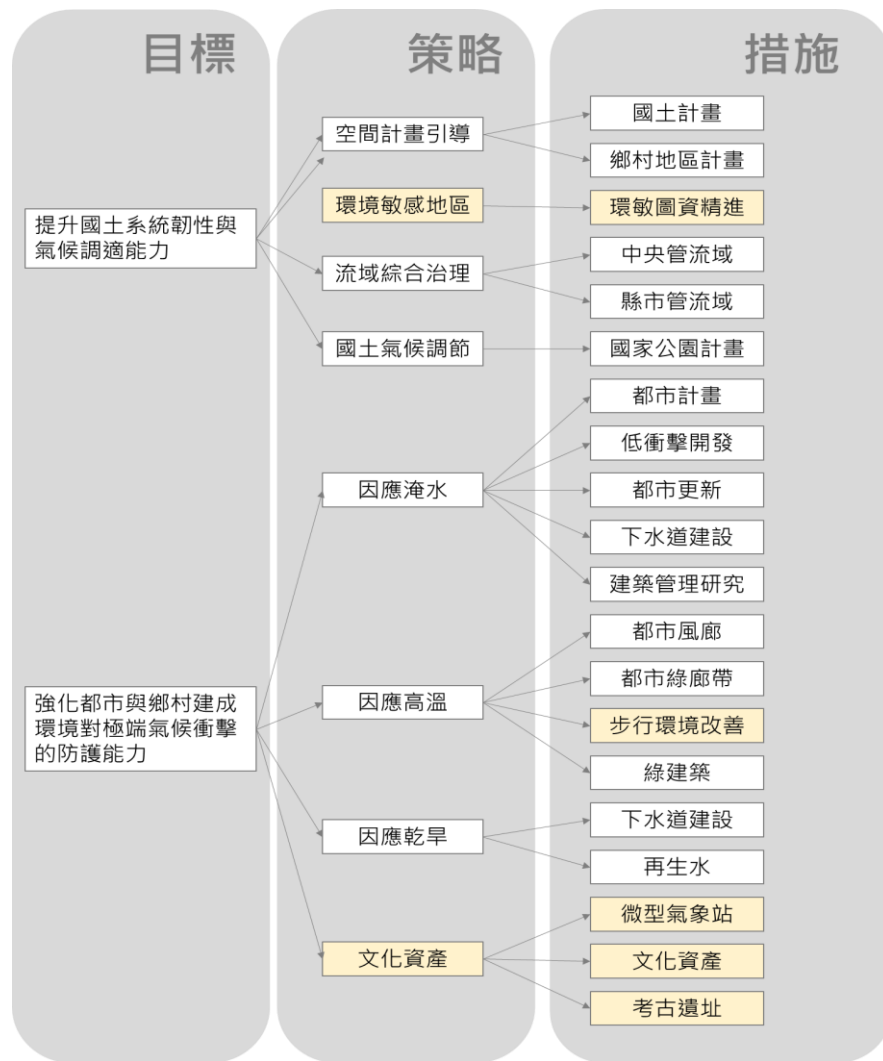 目標
策略
措施
提升國土系統韌性與
氣候調適能力
空間計畫引導
國土計畫
鄉村地區計畫
環境敏感地區
環敏圖資精進
流域綜合治理
中央管流域
縣市管流域
國土氣候調節
國家公園計畫
強化都市與鄉村建成
環境對極端氣候衝擊
的防護能力
因應淹水
都市計畫
低衝擊開發
都市更新
下水道建設
建築管理研究
因應高溫
都市風廊
都市綠廊帶
步行環境改善
綠建築
因應乾旱
下水道建設
再生水
文化資產
微型氣象站
文化資產
考古遺址